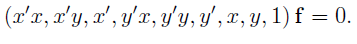 (x′x, x′y, x′, y′x, y′y, y′, x, y, 1) f = 0.